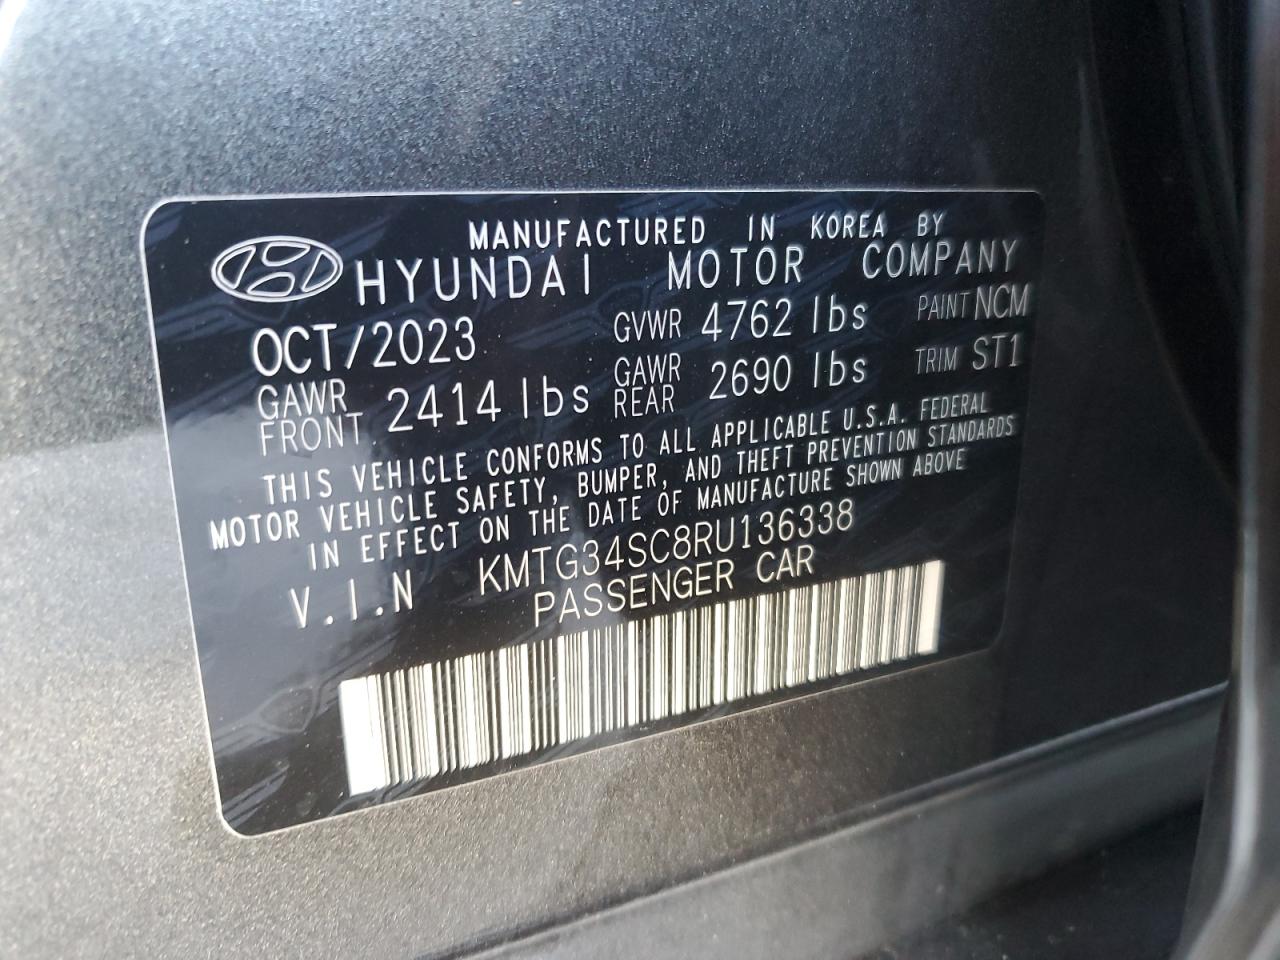 MANUFACTURED IN KOREA BY
HYUNDAI MOTOR COMPANY
OCT/2023 GVWR 4762 lbs PAINT NCM
GAWR FRONT 2414 lbs GAWR REAR 2690 lbs TRIM ST1
THIS VEHICLE CONFORMS TO ALL APPLICABLE U.S.A. FEDERAL
MOTOR VEHICLE SAFETY, BUMPER, AND THEFT PREVENTION STANDARDS
IN EFFECT ON THE DATE OF MANUFACTURE SHOWN ABOVE
V.I.N KMTG34SC8RU136338
PASSENGER CAR